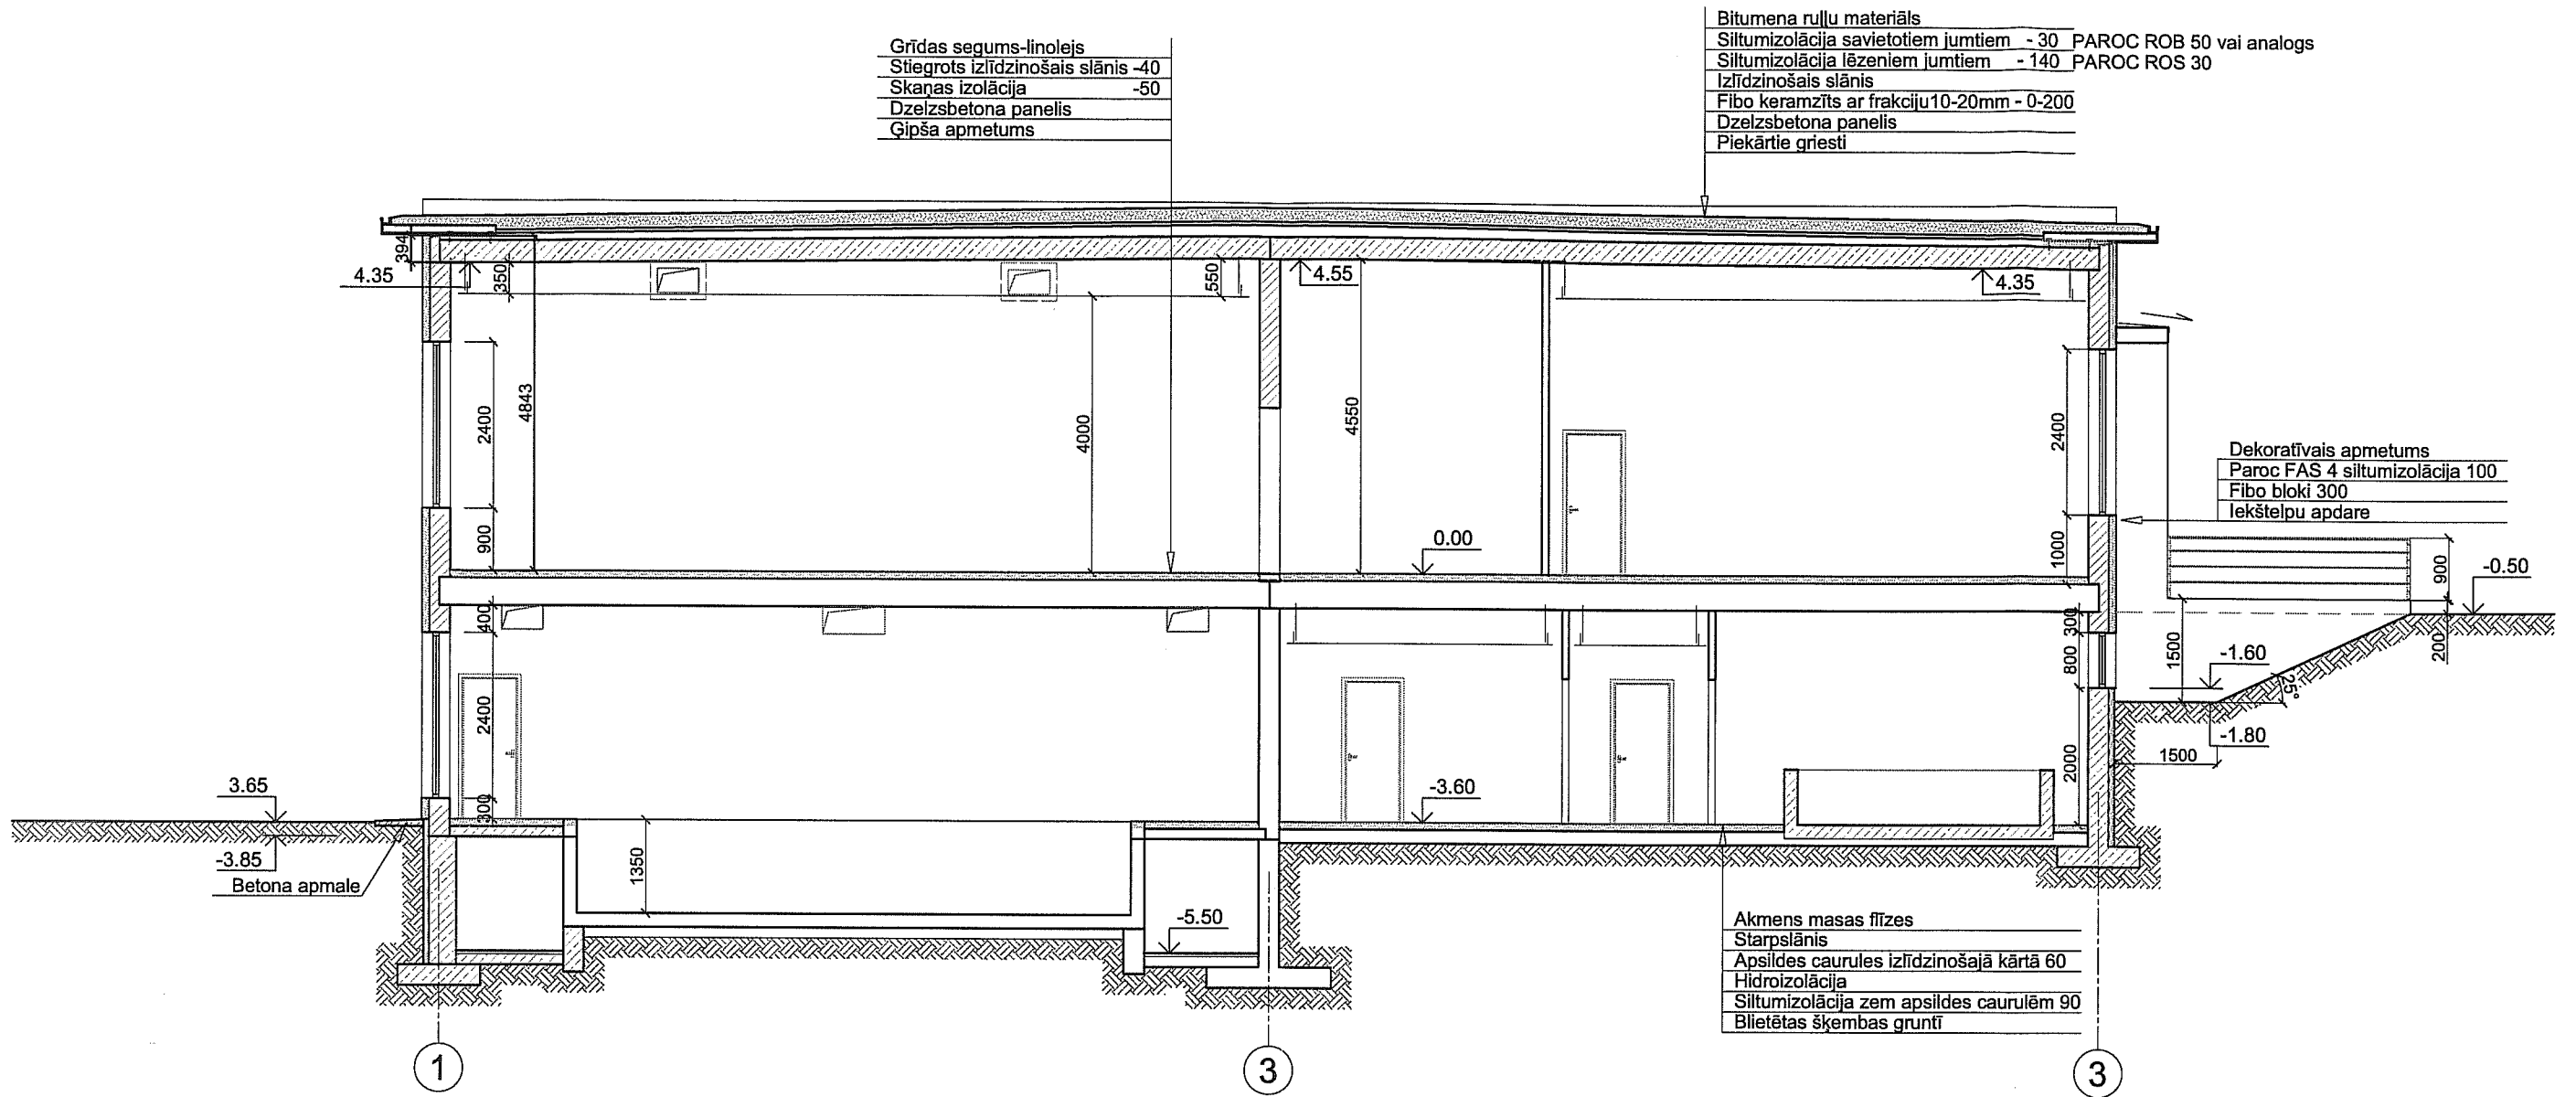 Grīdas segums-linolejs
Stiegrots izlīdzinošais slānis -40
Skaņas izolācija -50
Dzelzsbetona panelis
Ģipša apmetums
Bitumena ruļļu materiāls
Siltumizolācija savietotiem jumtiem - 30 PAROC ROB 50 vai analogs
Siltumizolācija lēzeniem jumtiem - 140 PAROC ROS 30
Izlīdzinošais slānis
Fibo keramzīts ar frakciju10-20mm - 0-200
Dzelzsbetona panelis
Piekārtie griesti
394
4.35
350
550
4.55
4.35
2400
4843
4000
4550
2400
Dekoratīvais apmetums
Paroc FAS 4 siltumizolācija 100
Fibo bloki 300
Iekštelpu apdare
900
0.00
1000
900
-0.50
400
300
1500
200
-1.60
800
25°
2400
-1.80
1500
2000
3.65
300
-3.60
-3.85
Betona apmale
1350
-5.50
Akmens masas flīzes
Starpslānis
Apsildes caurules izlīdzinošajā kārtā 60
Hidroizolācija
Siltumizolācija zem apsildes caurulēm 90
Blietētas šķembas gruntī
1
3
3